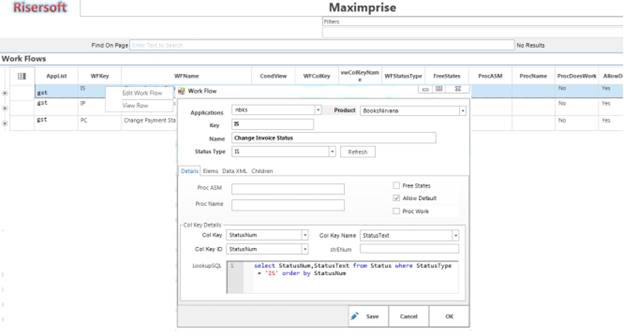 Risersoft
Maximprise
Filters
Find On Page Enter Text to Search No Results
Work Flows
AppList WFKey WFName CondView WFColKey vwColKeyName WFStatusType FreeStates ProcASM ProcName ProcDoesWork AllowD
gst IS No Yes
Edit Work Flow
View Row
gst IP No Yes
gst PC Change Payment Sta No Yes
Work Flow
Applications nbks Product BooksNirvana
Key IS
Name Change Invoice Status
Status Type IS Refresh
Details Elems Data XML Children
Proc ASM Free States
Allow Default
Proc Name Proc Work
Col Key Details
Col Key StatusNum Col Key Name StatusText
Col Key ID StatusNum strENum
LookupSQL 1 select StatusNum,StatusText from Status where StatusType
= 'IS' order by StatusNum
Save Cancel OK